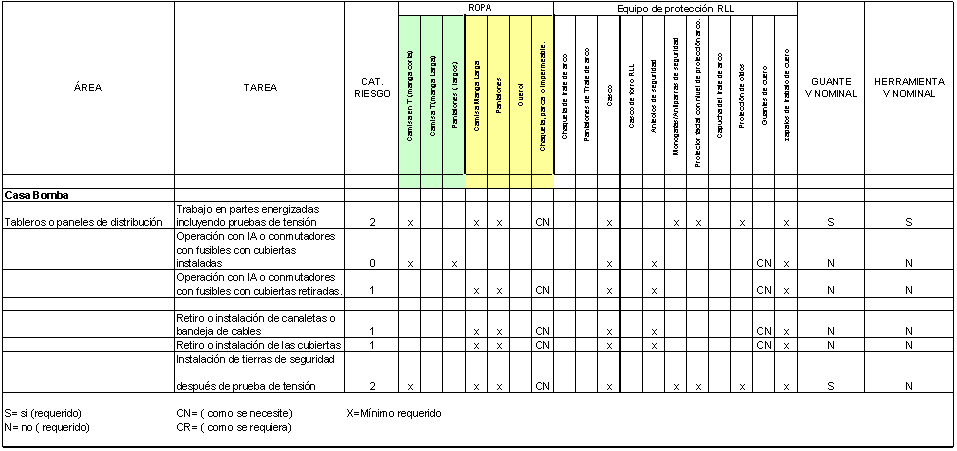 ROPA
Equipo de protección RLL
ÁREA
TAREA
CAT. RIESGO
Camisa en T (manga corta)
Camisa T(manga Larga)
Pantalones ( largos)
Camisa Manga Larga
Pantalones
Querol
Chaqueta, parca o impermeable.
Chaqueta de traje de arco
Pantalones de Traje de arco
Casco
Casco de forro RLL
Anteojos de seguridad
Monogafas/Antiparras de seguridad
Protector facial con nivel de protección arco.
Capucha del traje de arco
Protección de oídos
Guantes de cuero
zapatos de trabajo de cuero
GUANTE V NOMINAL
HERRAMIENTA V NOMINAL
Casa Bomba
Tableros o paneles de distribución
Trabajo en partes energizadas
incluyendo pruebas de tensión 2 x x x CN x x x x x S S
Operación con IA o conmutadores
con fusibles con cubiertas
instaladas 0 x x x x CN x N N
Operación con IA o conmutadores
con fusibles con cubiertas retiradas. 1 x x CN x x CN x N N
Retiro o instalación de canaletas o
bandeja de cables 1 x x CN x x CN x N N
Retiro o instalación de las cubiertas 1 x x CN x x CN x N N
Instalación de tierras de seguridad
después de prueba de tensión 2 x x x CN x x x x x S N
S= si (requerido) CN= ( como se necesite) X=Mínimo requerido
N= no ( requerido) CR= ( como se requiera)